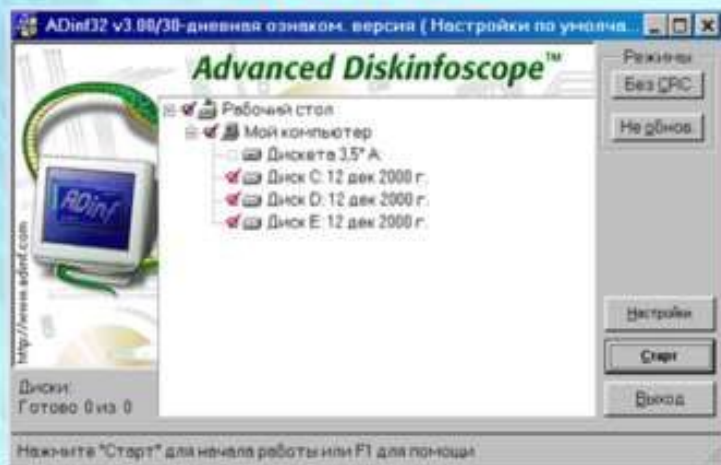 ADinf32 v3.00/30-дневная ознаком. версия ( Настройки по умолча...
Advanced Diskinfoscope™
Рабочий стол
Мой компьютер
Дискета 3,5" A:
Диск C: 12 дек 2000 г.
Диск D: 12 дек 2000 г.
Диск E: 12 дек 2000 г.
ADinf
http://www.adinf.com
Диски:
Готово 0 из 0
Режимы
Без CRC
Не обнов.
Настройки
Старт
Выход
Нажмите "Старт" для начала работы или F1 для помощи